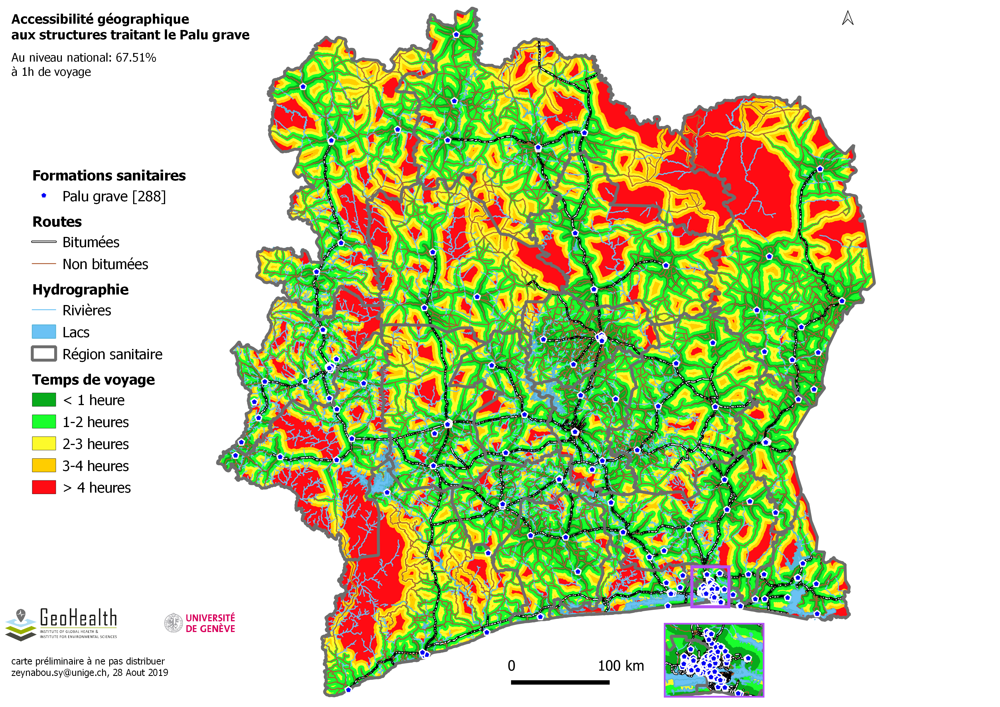 Accessibilité géographique
aux structures traitant le Palu grave
Au niveau national: 67.51%
à 1h de voyage
Formations sanitaires
Palu grave [288]
Routes
Bitumées
Non bitumées
Hydrographie
Rivières
Lacs
Région sanitaire
Temps de voyage
< 1 heure
1-2 heures
2-3 heures
3-4 heures
> 4 heures
GeoHealth
INSTITUTE OF GLOBAL HEALTH &
INSTITUTE FOR ENVIRONMENTAL SCIENCES
UNIVERSITÉ
DE GENÈVE
carte préliminaire à ne pas distribuer
zeynabou.sy@unige.ch, 28 Aout 2019
0 100 km